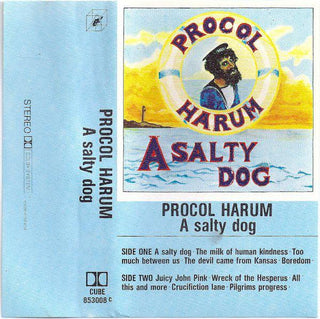 STEREO
PROCOL HARUM
A salty dog
CUBE
853008 c
PROCOL
HARUM
A SALTY
DOG
PROCOL HARUM
A salty dog
SIDE ONE A salty dog · The milk of human kindness · Too
much between us · The devil came from Kansas · Boredom ·
SIDE TWO Juicy John Pink · Wreck of the Hesperus · All
this and more · Crucifiction lane · Pilgrims progress ·